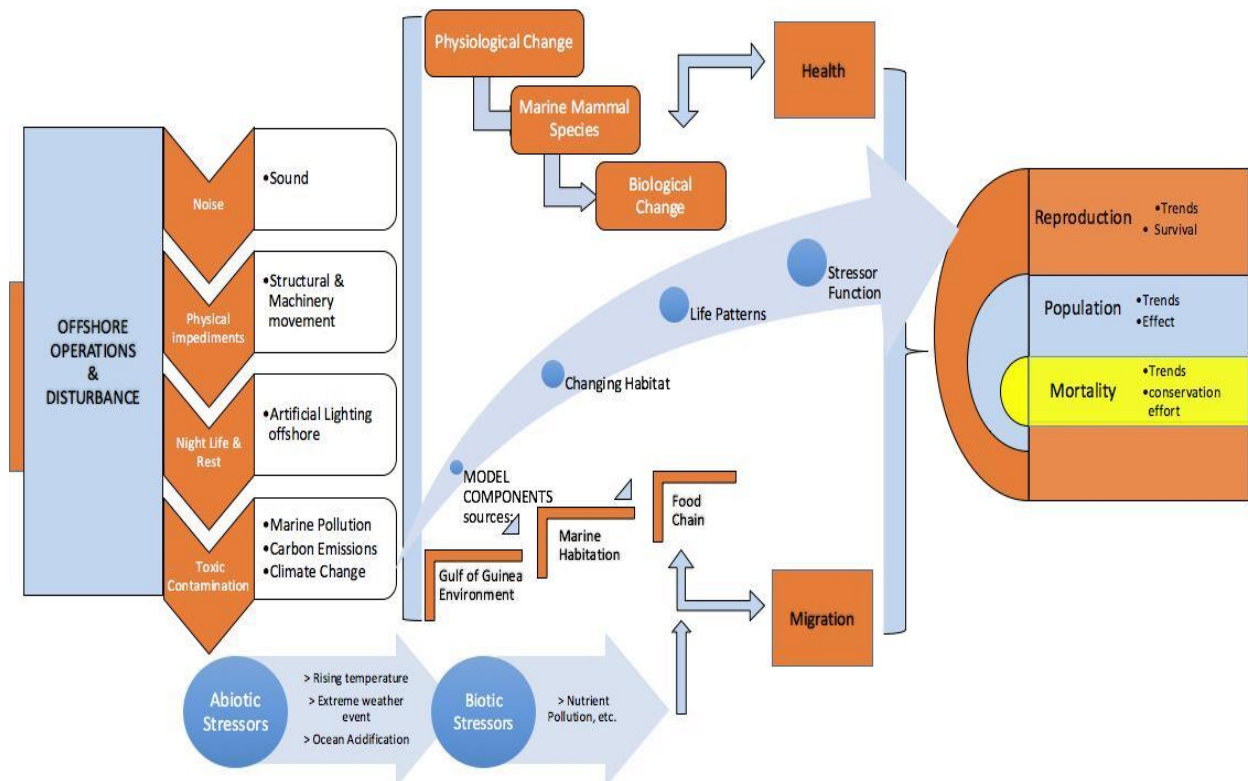 OFFSHORE
OPERATIONS
&
DISTURBANCE
Noise
•Sound
Physical
impediments
•Structural &
Machinery
movement
Night Life &
Rest
•Artificial Lighting
offshore
Toxic
Contamination
•Marine Pollution
•Carbon Emissions
•Climate Change
Physiological Change
Marine Mammal
Species
Biological
Change
Health
Stressor
Function
Life Patterns
Changing Habitat
MODEL
COMPONENTS
sources:
Gulf of Guinea
Environment
Marine
Habitation
Food
Chain
Migration
Abiotic
Stressors
> Rising temperature
> Extreme weather
event
> Ocean Acidification
Biotic
Stressors
> Nutrient
Pollution, etc.
Reproduction
•Trends
• Survival
Population
•Trends
•Effect
Mortality
•Trends
•conservation
effort